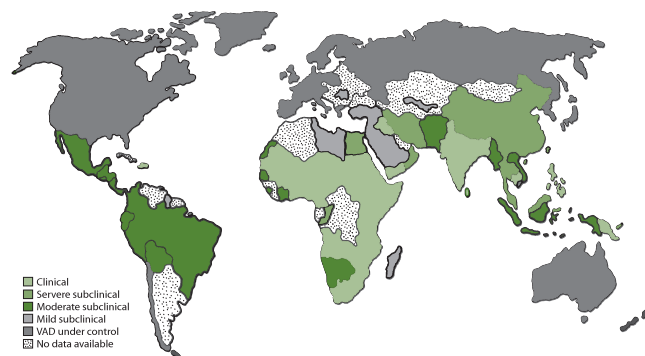 Clinical
Servere subclinical
Moderate subclinical
Mild subclinical
VAD under control
No data available